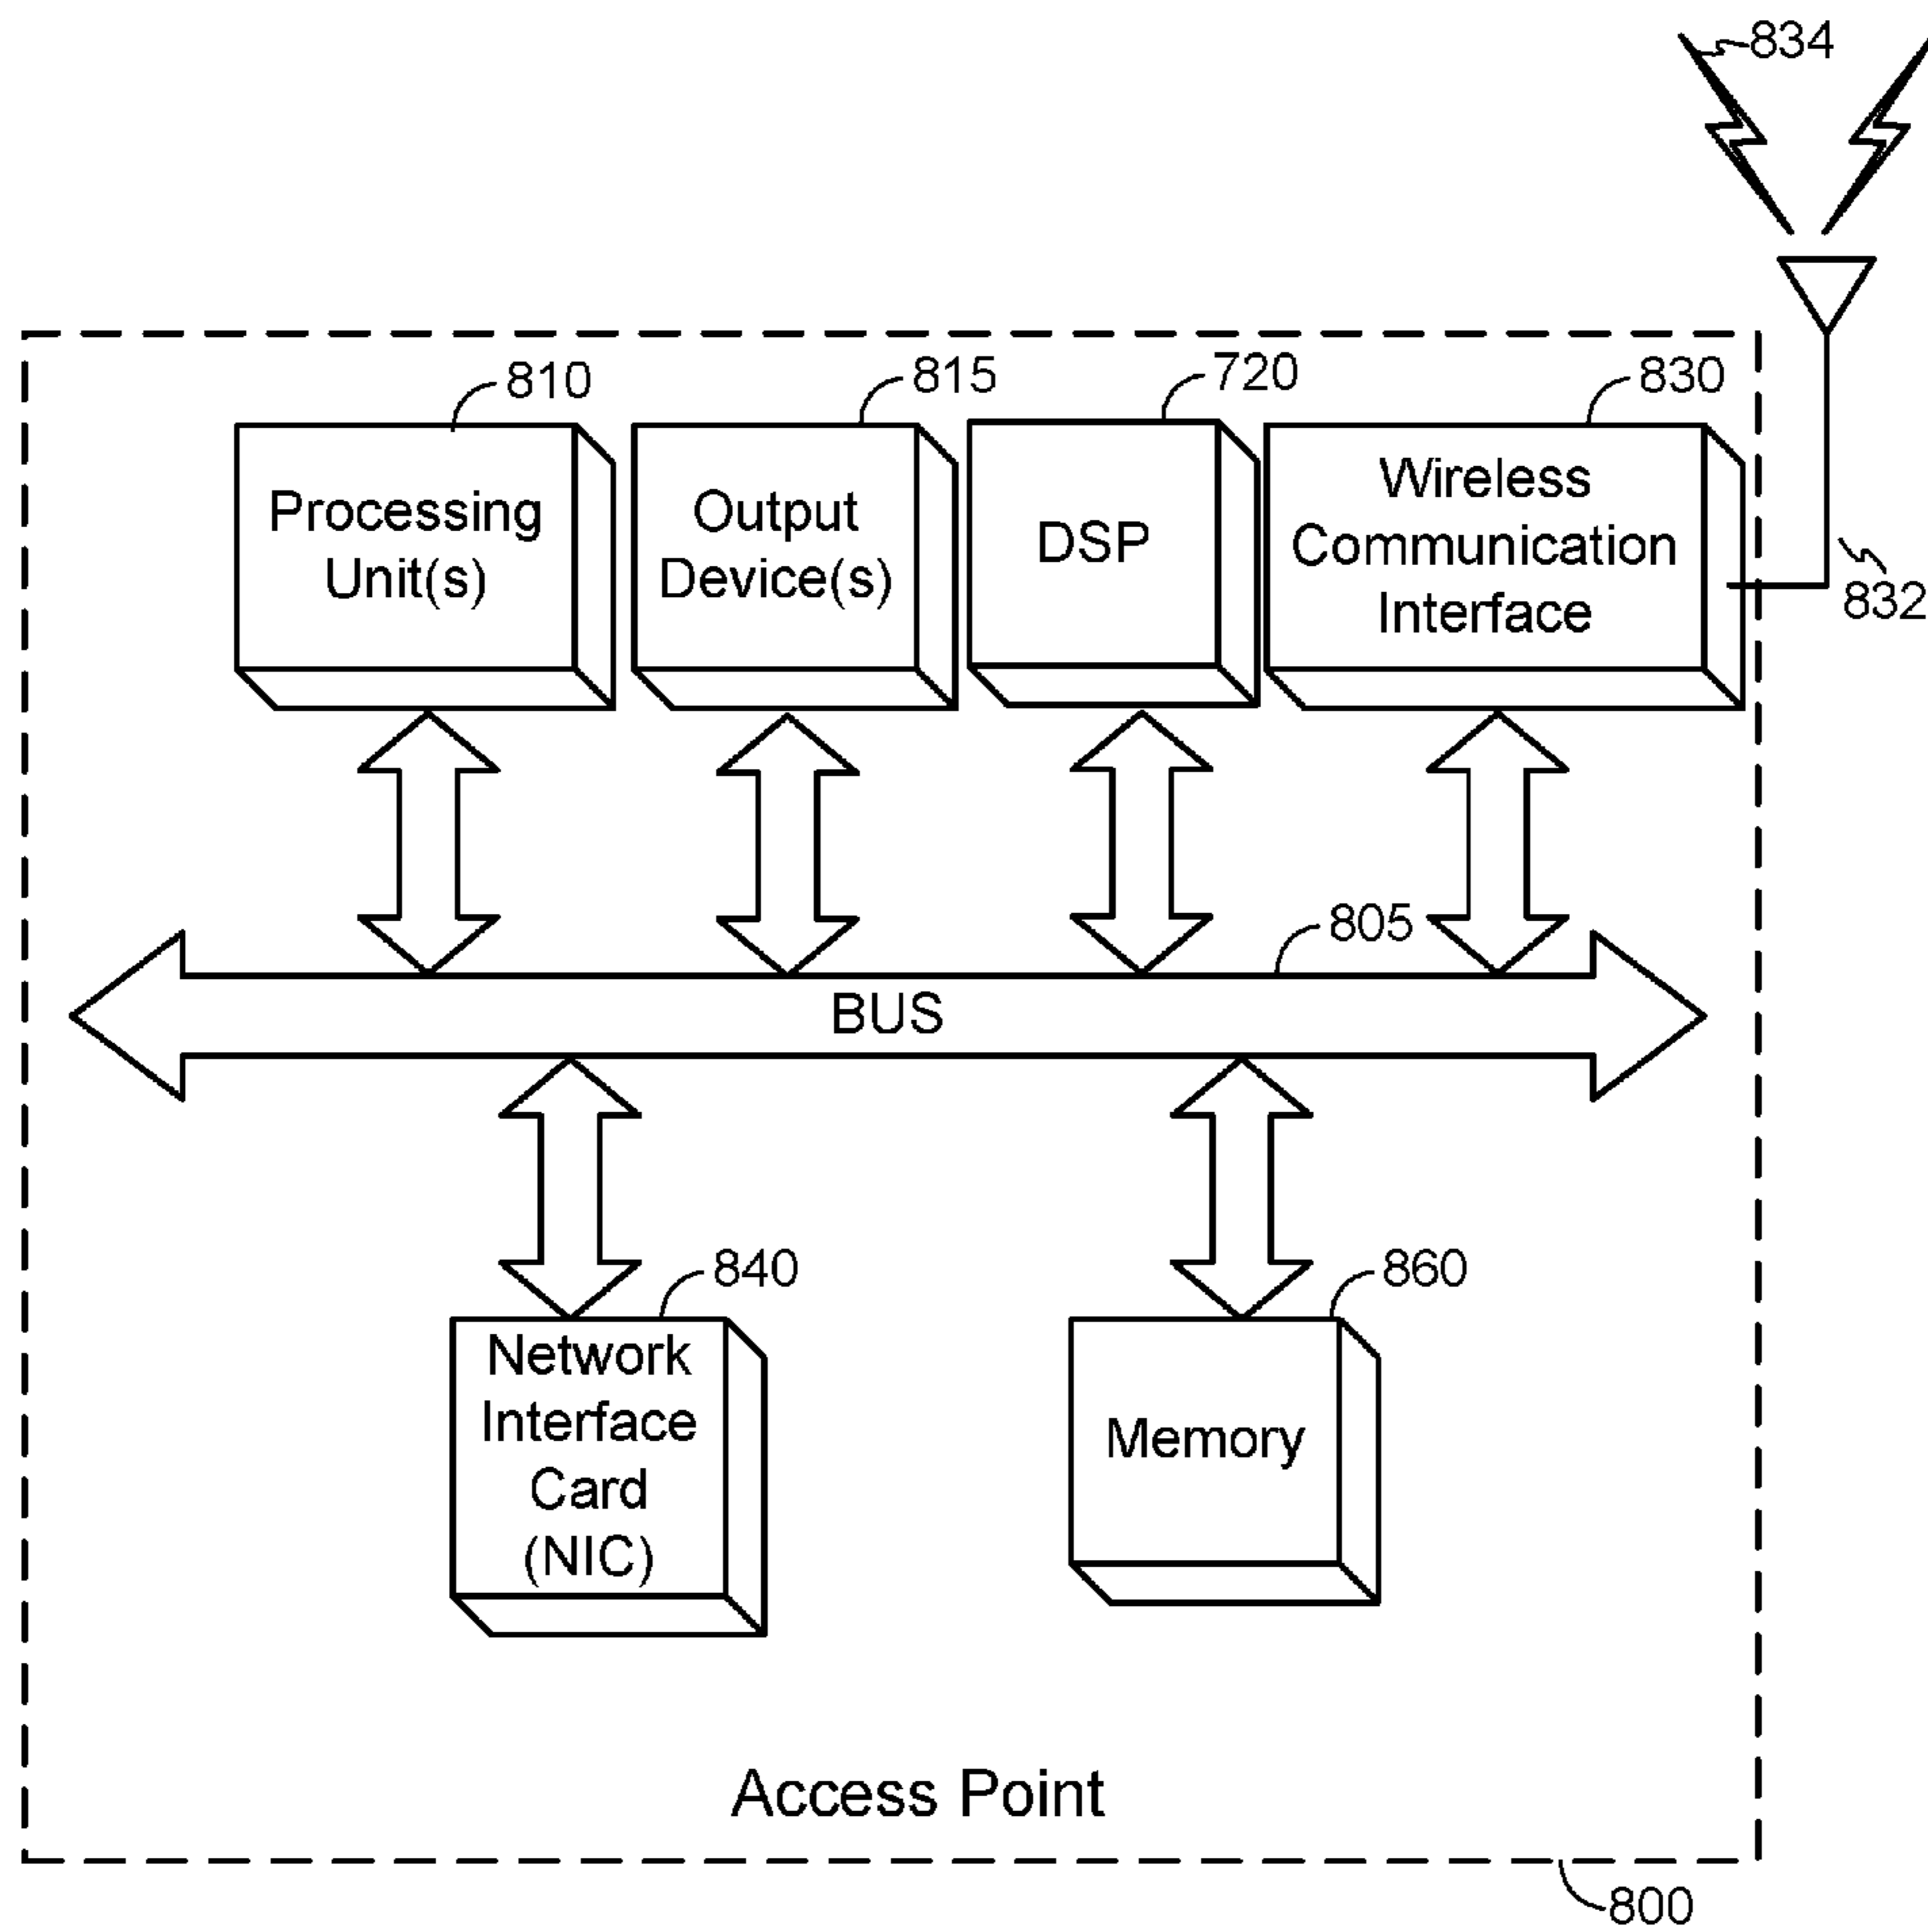 834
810
815
720
830
Processing
Unit(s)
Output
Device(s)
DSP
Wireless
Communication
Interface
832
805
BUS
840
860
Network
Interface
Card
(NIC)
Memory
Access Point
800